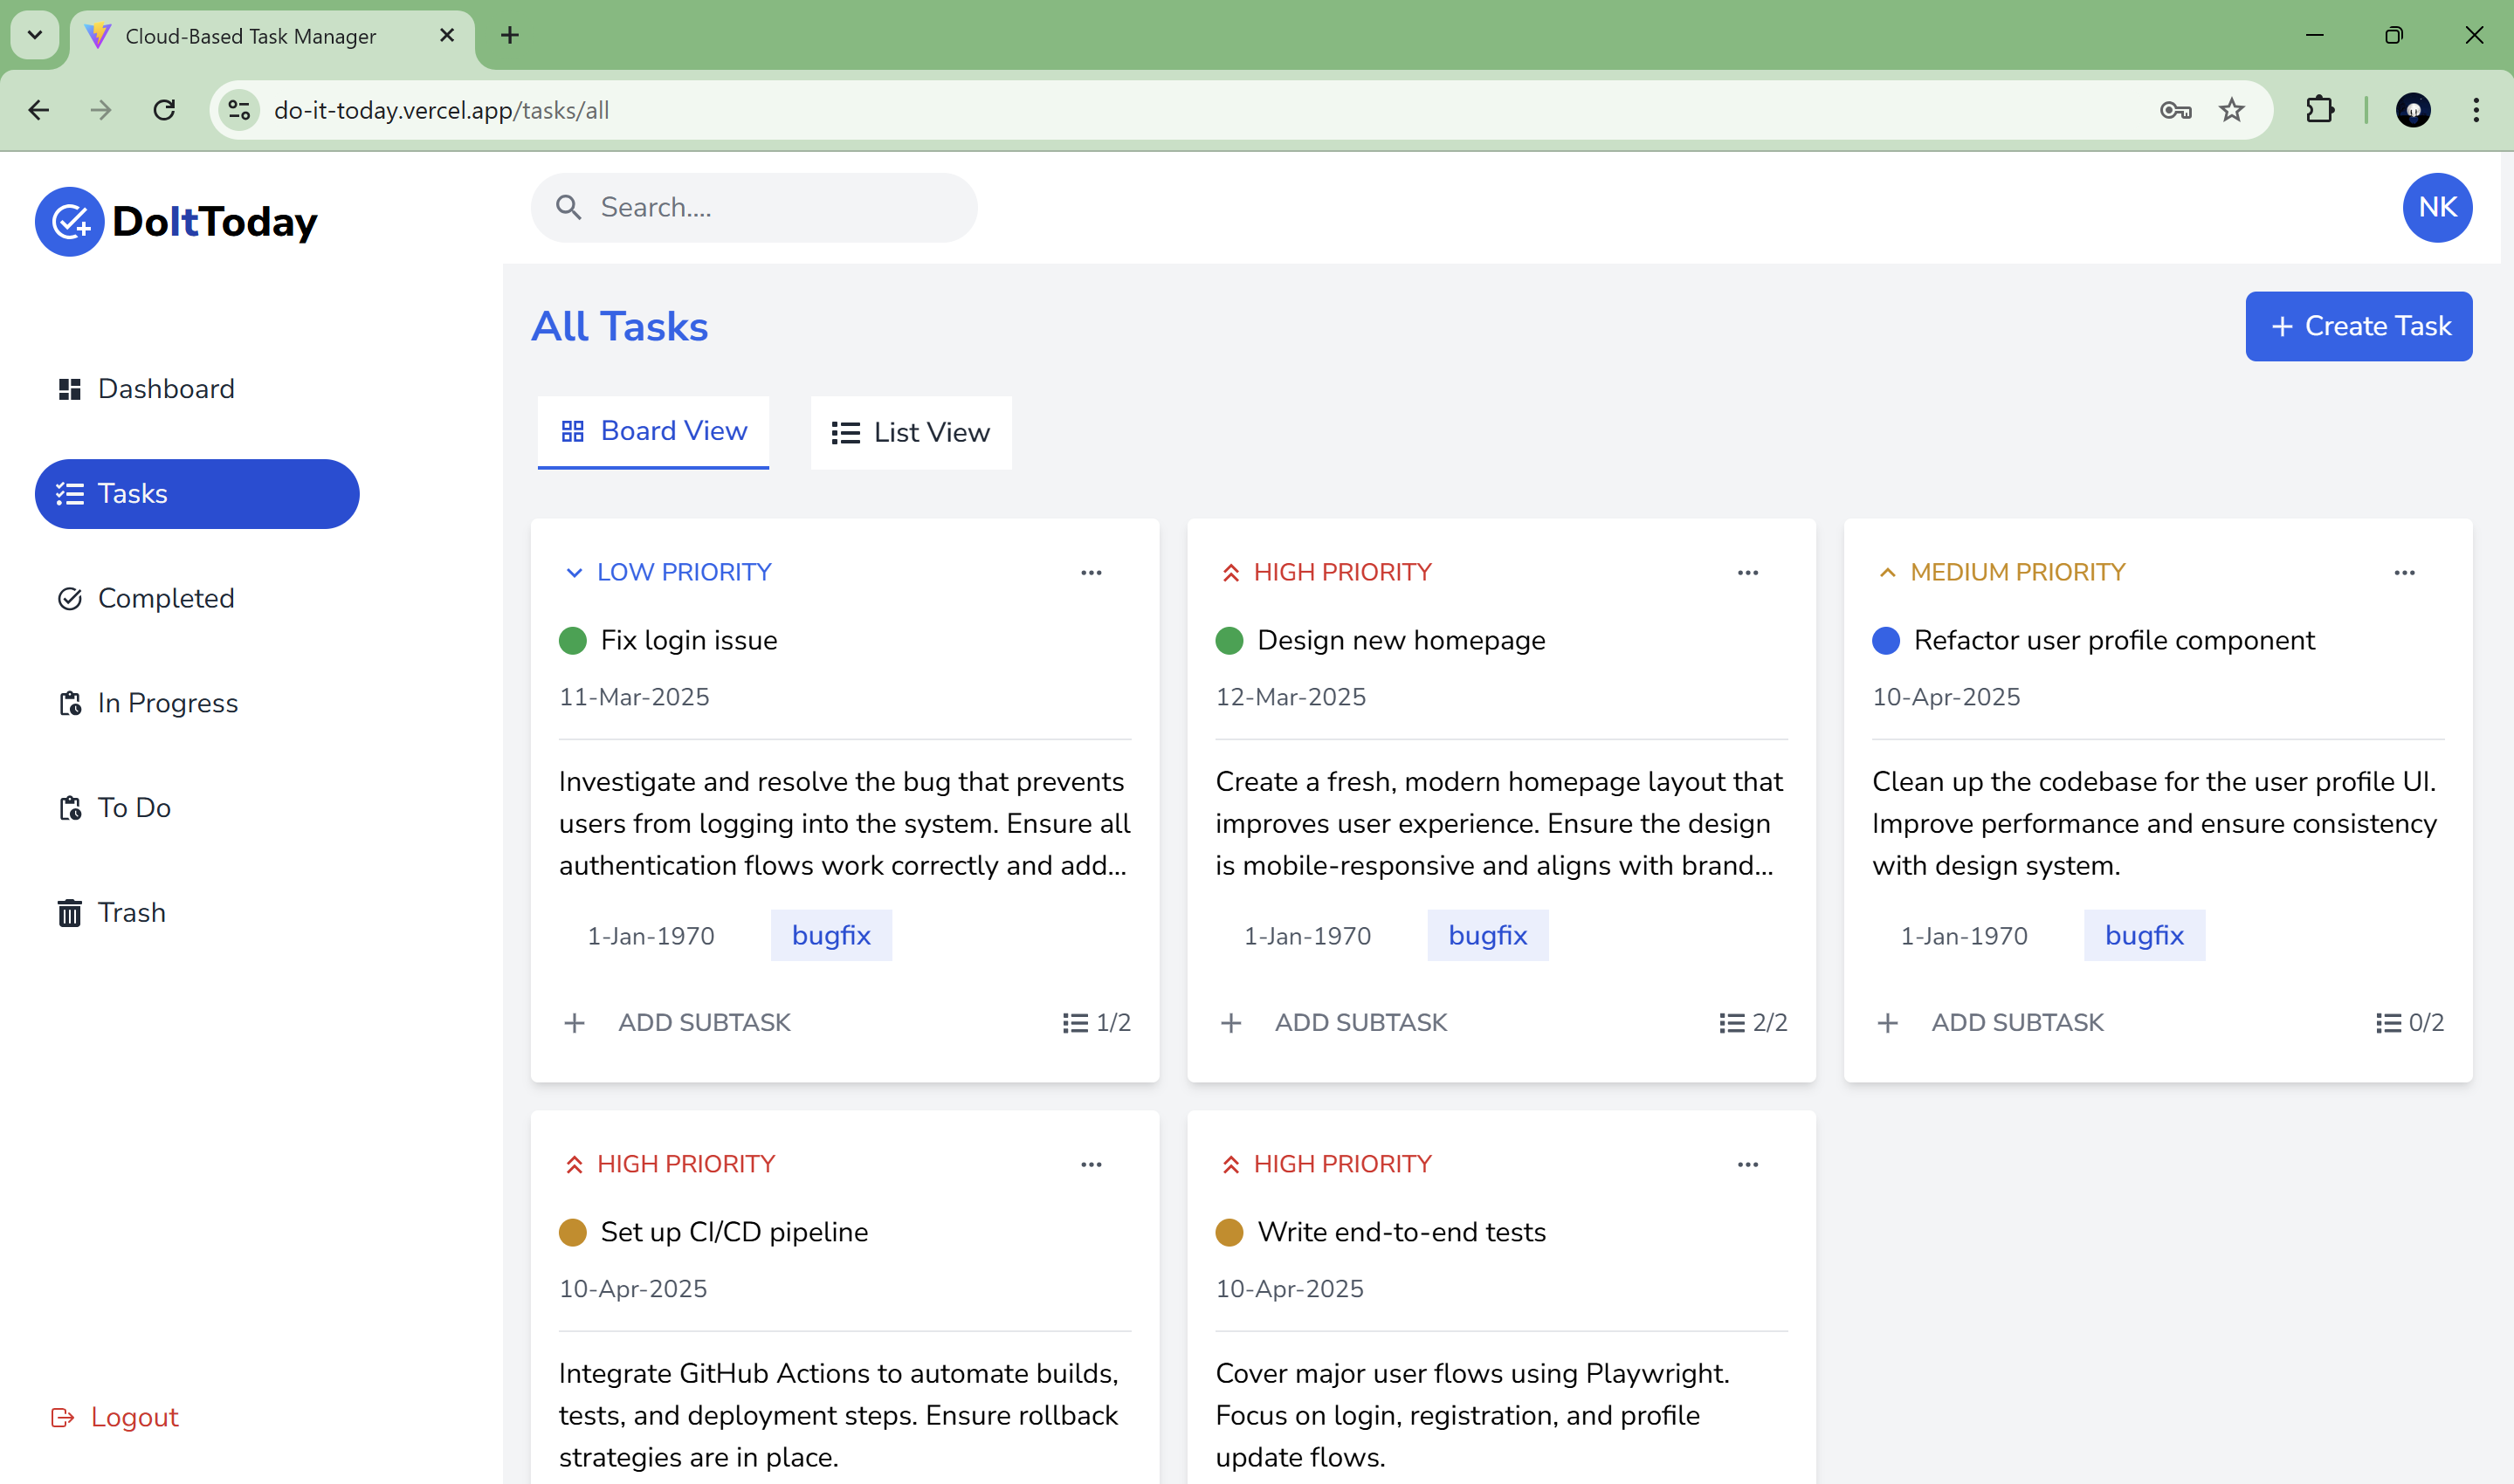 Cloud-Based Task Manager
do-it-today.vercel.app/tasks/all
DoItToday
Search....
NK
Dashboard
Tasks
Completed
In Progress
To Do
Trash
Logout
All Tasks
+ Create Task
Board View
List View
LOW PRIORITY
Fix login issue
11-Mar-2025
Investigate and resolve the bug that prevents
users from logging into the system. Ensure all
authentication flows work correctly and add...
1-Jan-1970
bugfix
+ ADD SUBTASK
1/2
HIGH PRIORITY
Design new homepage
12-Mar-2025
Create a fresh, modern homepage layout that
improves user experience. Ensure the design
is mobile-responsive and aligns with brand...
1-Jan-1970
bugfix
+ ADD SUBTASK
2/2
MEDIUM PRIORITY
Refactor user profile component
10-Apr-2025
Clean up the codebase for the user profile UI.
Improve performance and ensure consistency
with design system.
1-Jan-1970
bugfix
+ ADD SUBTASK
0/2
HIGH PRIORITY
Set up CI/CD pipeline
10-Apr-2025
Integrate GitHub Actions to automate builds,
tests, and deployment steps. Ensure rollback
strategies are in place.
HIGH PRIORITY
Write end-to-end tests
10-Apr-2025
Cover major user flows using Playwright.
Focus on login, registration, and profile
update flows.